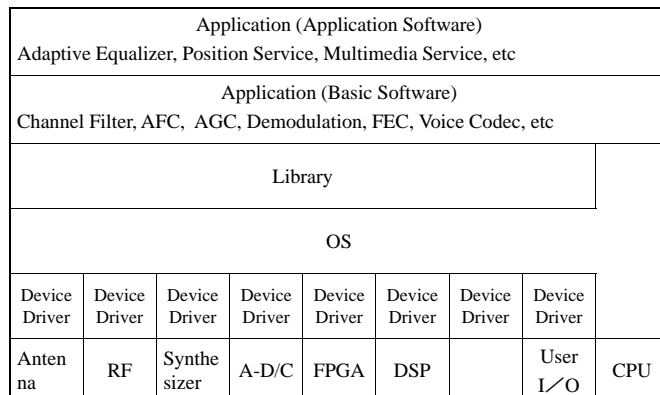 Application (Application Software)
Adaptive Equalizer, Position Service, Multimedia Service, etc
Application (Basic Software)
Channel Filter, AFC, AGC, Demodulation, FEC, Voice Codec, etc
Library
OS
Device Device Device Device Device Device Device Device
Driver Driver Driver Driver Driver Driver Driver Driver
Anten RF Synthe A-D/C FPGA DSP User CPU
na sizer I／O